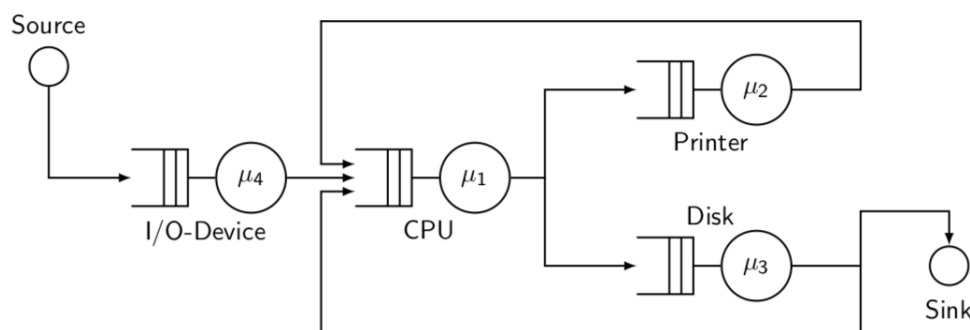 Source
μ₂
Printer
μ₄
μ₁
I/O-Device
CPU
Disk
μ₃
Sink